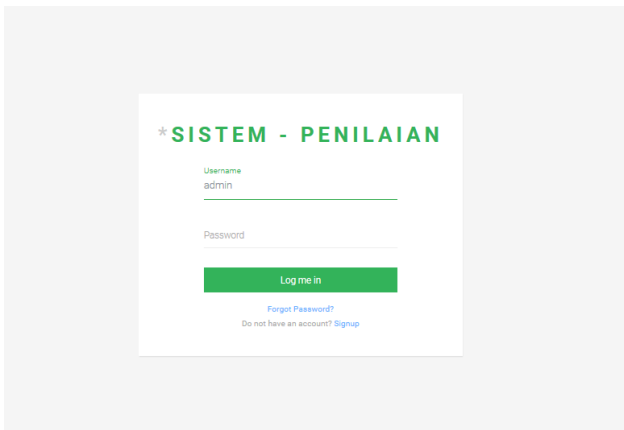 *SISTEM - PENILAIAN
Username
admin
Password
Log me in
Forgot Password?
Do not have an account? Signup